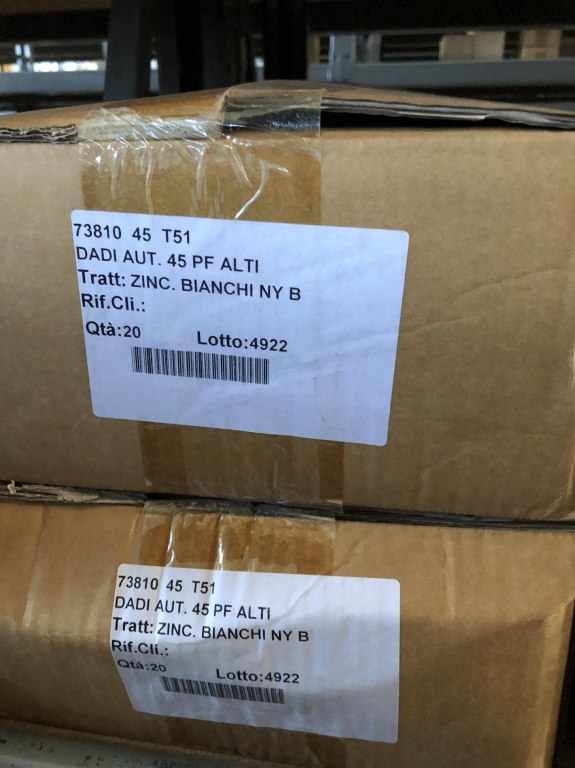 73810 45 T51
DADI AUT. 45 PF ALTI
Tratt: ZINC. BIANCHI NY B
Rif.Cli.:
Qtà:20 Lotto:4922
73810 45 T51
DADI AUT. 45 PF ALTI
Tratt: ZINC. BIANCHI NY B
Rif.Cli.:
Qtà:20 Lotto:4922